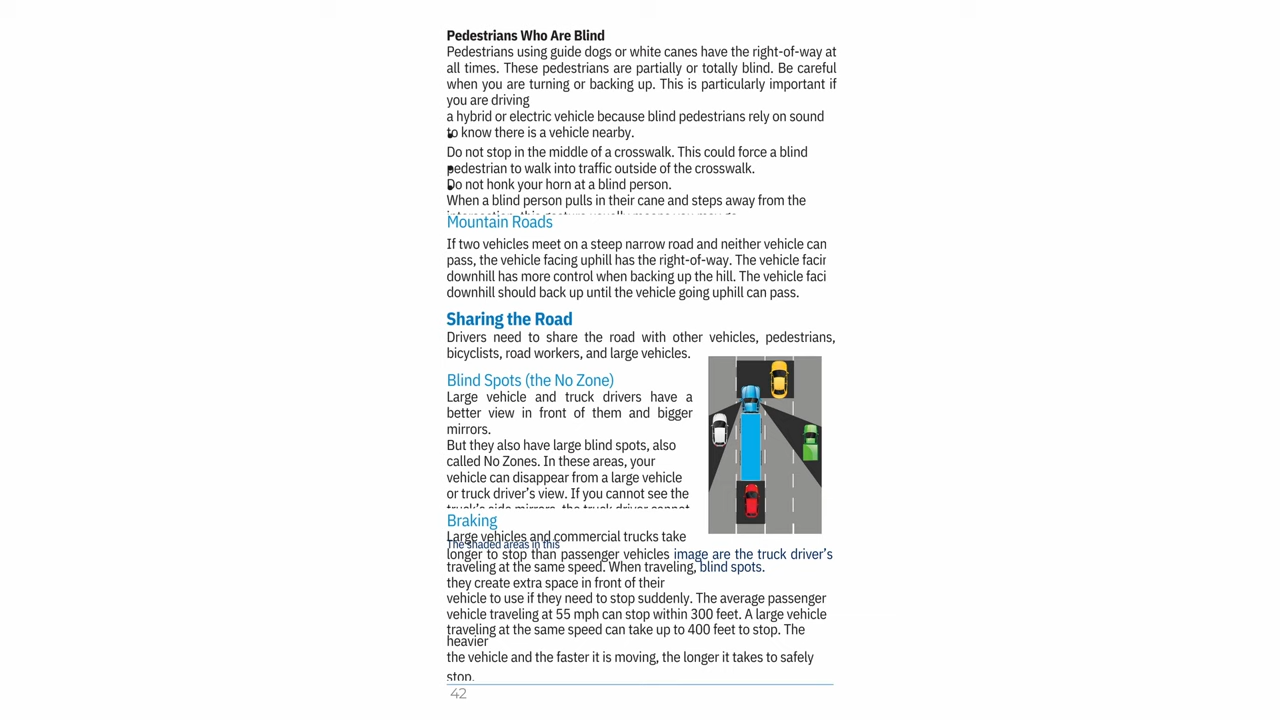 Pedestrians Who Are Blind
Pedestrians using guide dogs or white canes have the right-of-way at
all times. These pedestrians are partially or totally blind. Be careful
when you are turning or backing up. This is particularly important if
you are driving
a hybrid or electric vehicle because blind pedestrians rely on sound
to know there is a vehicle nearby.
Do not stop in the middle of a crosswalk. This could force a blind
pedestrian to walk into traffic outside of the crosswalk.
Do not honk your horn at a blind person.
When a blind person pulls in their cane and steps away from the
Mountain Roads
If two vehicles meet on a steep narrow road and neither vehicle can
pass, the vehicle facing uphill has the right-of-way. The vehicle facin
downhill has more control when backing up the hill. The vehicle faci
downhill should back up until the vehicle going uphill can pass.
Sharing the Road
Drivers need to share the road with other vehicles, pedestrians,
bicyclists, road workers, and large vehicles.
Blind Spots (the No Zone)
Large vehicle and truck drivers have a
better view in front of them and bigger
mirrors.
But they also have large blind spots, also
called No Zones. In these areas, your
vehicle can disappear from a large vehicle
or truck driver's view. If you cannot see the
truck's side mirrors, the truck driver cannot
Braking
Large vehicles and commercial trucks take
The shaded areas in this
longer to stop than passenger vehicles image are the truck driver's
traveling at the same speed. When traveling, blind spots.
they create extra space in front of their
vehicle to use if they need to stop suddenly. The average passenger
vehicle traveling at 55 mph can stop within 300 feet. A large vehicle
traveling at the same speed can take up to 400 feet to stop. The
heavier
the vehicle and the faster it is moving, the longer it takes to safely
stop.
42